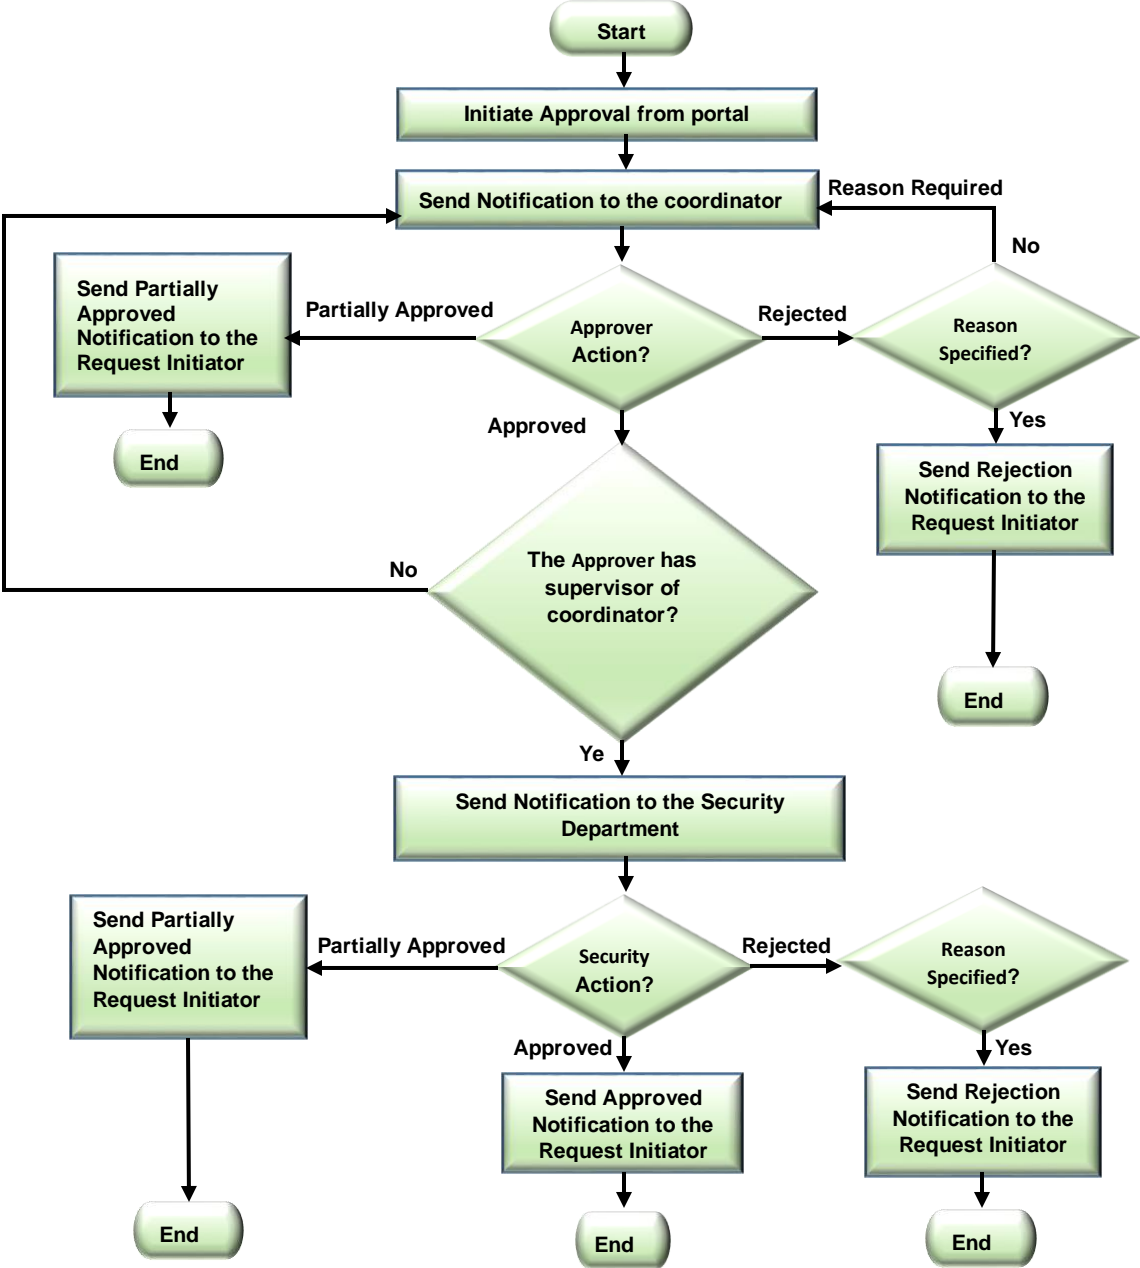 Start
Initiate Approval from portal
Send Notification to the coordinator
Reason Required
No
Send Partially
Approved
Notification to the
Request Initiator
Partially Approved
Approver
Action?
Rejected
Reason
Specified?
Approved
Yes
End
Send Rejection
Notification to the
Request Initiator
No
The Approver has
supervisor of
coordinator?
End
Ye
Send Notification to the Security
Department
Send Partially
Approved
Notification to the
Request Initiator
Partially Approved
Security
Action?
Rejected
Reason
Specified?
Approved
Yes
Send Approved
Notification to the
Request Initiator
Send Rejection
Notification to the
Request Initiator
End
End
End